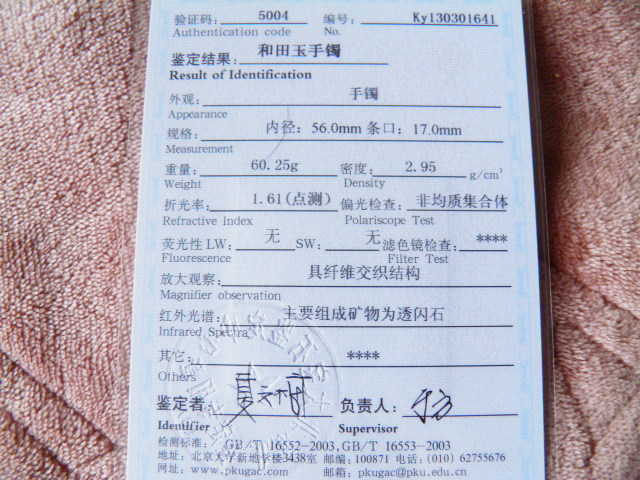 验证码: 5004 编号: Ky130301641
Authentication code No.
鉴定结果: 和田玉手镯
Result of Identification
外观: 手镯
Appearance
规格: 内径: 56.0mm 条口: 17.0mm
Measurement
重量: 60.25g 密度: 2.95 g/cm³
Weight Density
折光率: 1.61(点测) 偏光检查: 非均质集合体
Refractive Index Polariscope Test
荧光性 LW: 无 SW: 无 滤色镜检查: ****
Fluorescence Filter Test
放大观察: 具纤维交织结构
Magnifier observation
红外光谱: 主要组成矿物为透闪石
Infrared Spectra
其它: ****
Others
鉴定者: 负责人:
Identifier Supervisor
检测标准: GB/T 16552-2003,GB/T 16553-2003
地址: 北京大学新地学楼3438室 邮编: 100871 电话: (010) 62755676
网址: www.pkugac.com 邮箱: pkugac@pku.edu.cn